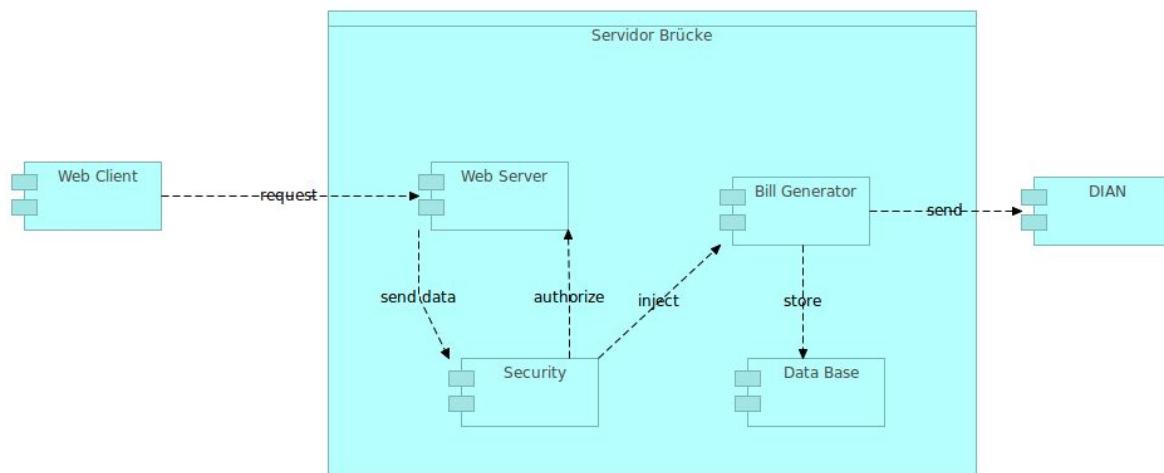 Servidor Brücke
Web Client
request
Web Server
Bill Generator
send
DIAN
send data
authorize
inject
store
Security
Data Base